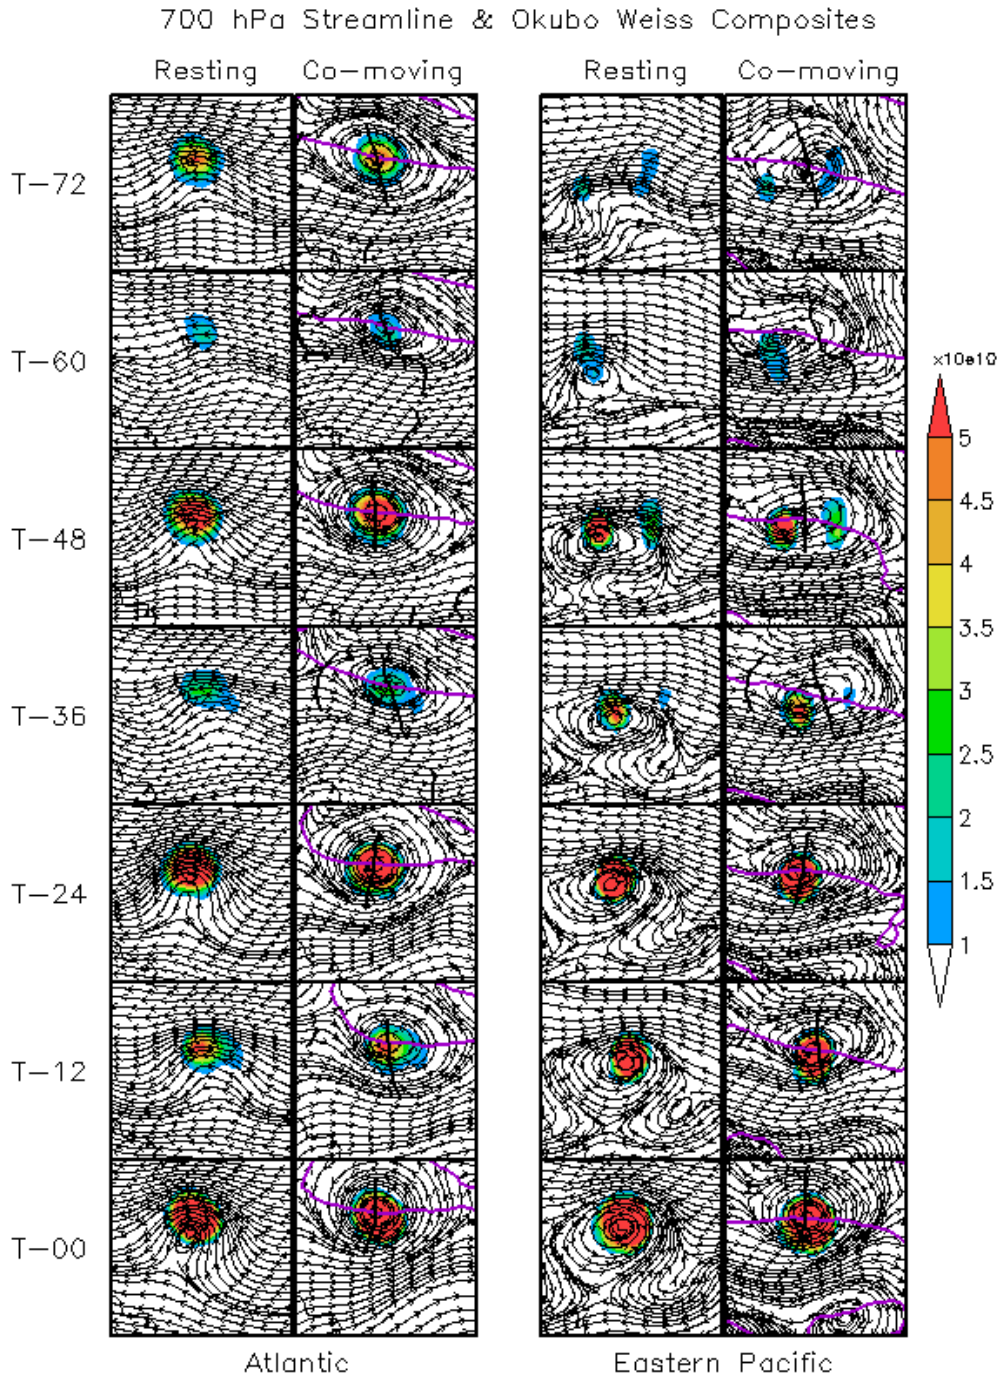 700 hPa Streamline & Okubo Weiss Composites
Resting Co-moving Resting Co-moving
T-72
T-60
×10e10
5
4.5
T-48
4
3.5
3
T-36
2.5
2
T-24
1.5
1
T-12
T-00
Atlantic Eastern Pacific